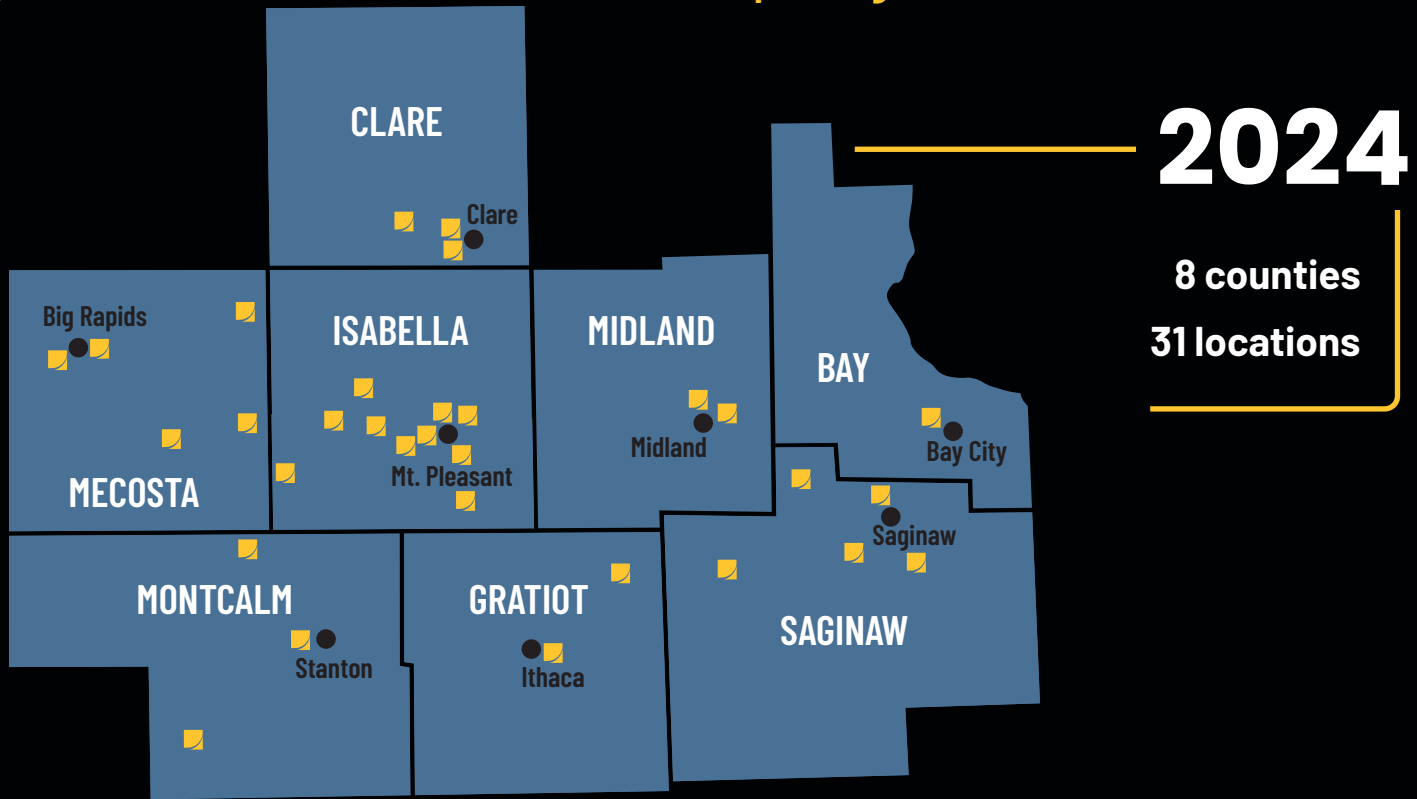 CLARE
Clare
2024
8 counties
31 locations
Big Rapids
ISABELLA
MIDLAND
BAY
Midland
Bay City
MECOSTA
Mt. Pleasant
Saginaw
MONTCALM
GRATIOT
SAGINAW
Stanton
Ithaca